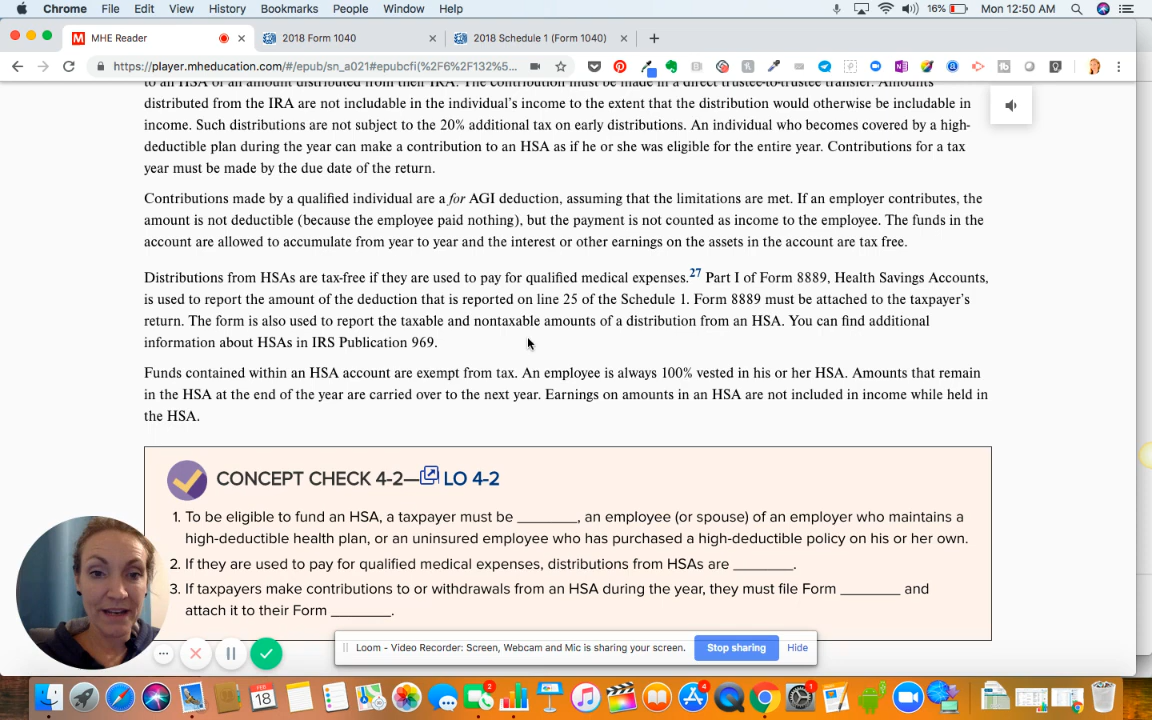 Chrome File Edit View History Bookmarks People Window Help 16% Mon 12:50 AM
MHE Reader 2018 Form 1040 2018 Schedule 1 (Form 1040)
https://player.mheducation.com/#/epub/sn_a021#epubcfi(%2F6%2F132%5...
to an HSA of an amount distributed from their IRA. The contribution must be made in a direct trustee-to-trustee transfer. Amounts
distributed from the IRA are not includable in the individual's income to the extent that the distribution would otherwise be includable in
income. Such distributions are not subject to the 20% additional tax on early distributions. An individual who becomes covered by a high-
deductible plan during the year can make a contribution to an HSA as if he or she was eligible for the entire year. Contributions for a tax
year must be made by the due date of the return.
Contributions made by a qualified individual are a for AGI deduction, assuming that the limitations are met. If an employer contributes, the
amount is not deductible (because the employee paid nothing), but the payment is not counted as income to the employee. The funds in the
account are allowed to accumulate from year to year and the interest or other earnings on the assets in the account are tax free.
Distributions from HSAs are tax-free if they are used to pay for qualified medical expenses.27 Part I of Form 8889, Health Savings Accounts,
is used to report the amount of the deduction that is reported on line 25 of the Schedule 1. Form 8889 must be attached to the taxpayer's
return. The form is also used to report the taxable and nontaxable amounts of a distribution from an HSA. You can find additional
information about HSAs in IRS Publication 969.
Funds contained within an HSA account are exempt from tax. An employee is always 100% vested in his or her HSA. Amounts that remain
in the HSA at the end of the year are carried over to the next year. Earnings on amounts in an HSA are not included in income while held in
the HSA.
CONCEPT CHECK 4-2— LO 4-2
1. To be eligible to fund an HSA, a taxpayer must be ________, an employee (or spouse) of an employer who maintains a
high-deductible health plan, or an uninsured employee who has purchased a high-deductible policy on his or her own.
2. If they are used to pay for qualified medical expenses, distributions from HSAs are ________.
3. If taxpayers make contributions to or withdrawals from an HSA during the year, they must file Form ________ and
attach it to their Form ________.
Loom - Video Recorder: Screen, Webcam and Mic is sharing your screen. Stop sharing Hide
FEB
18
2
4
1